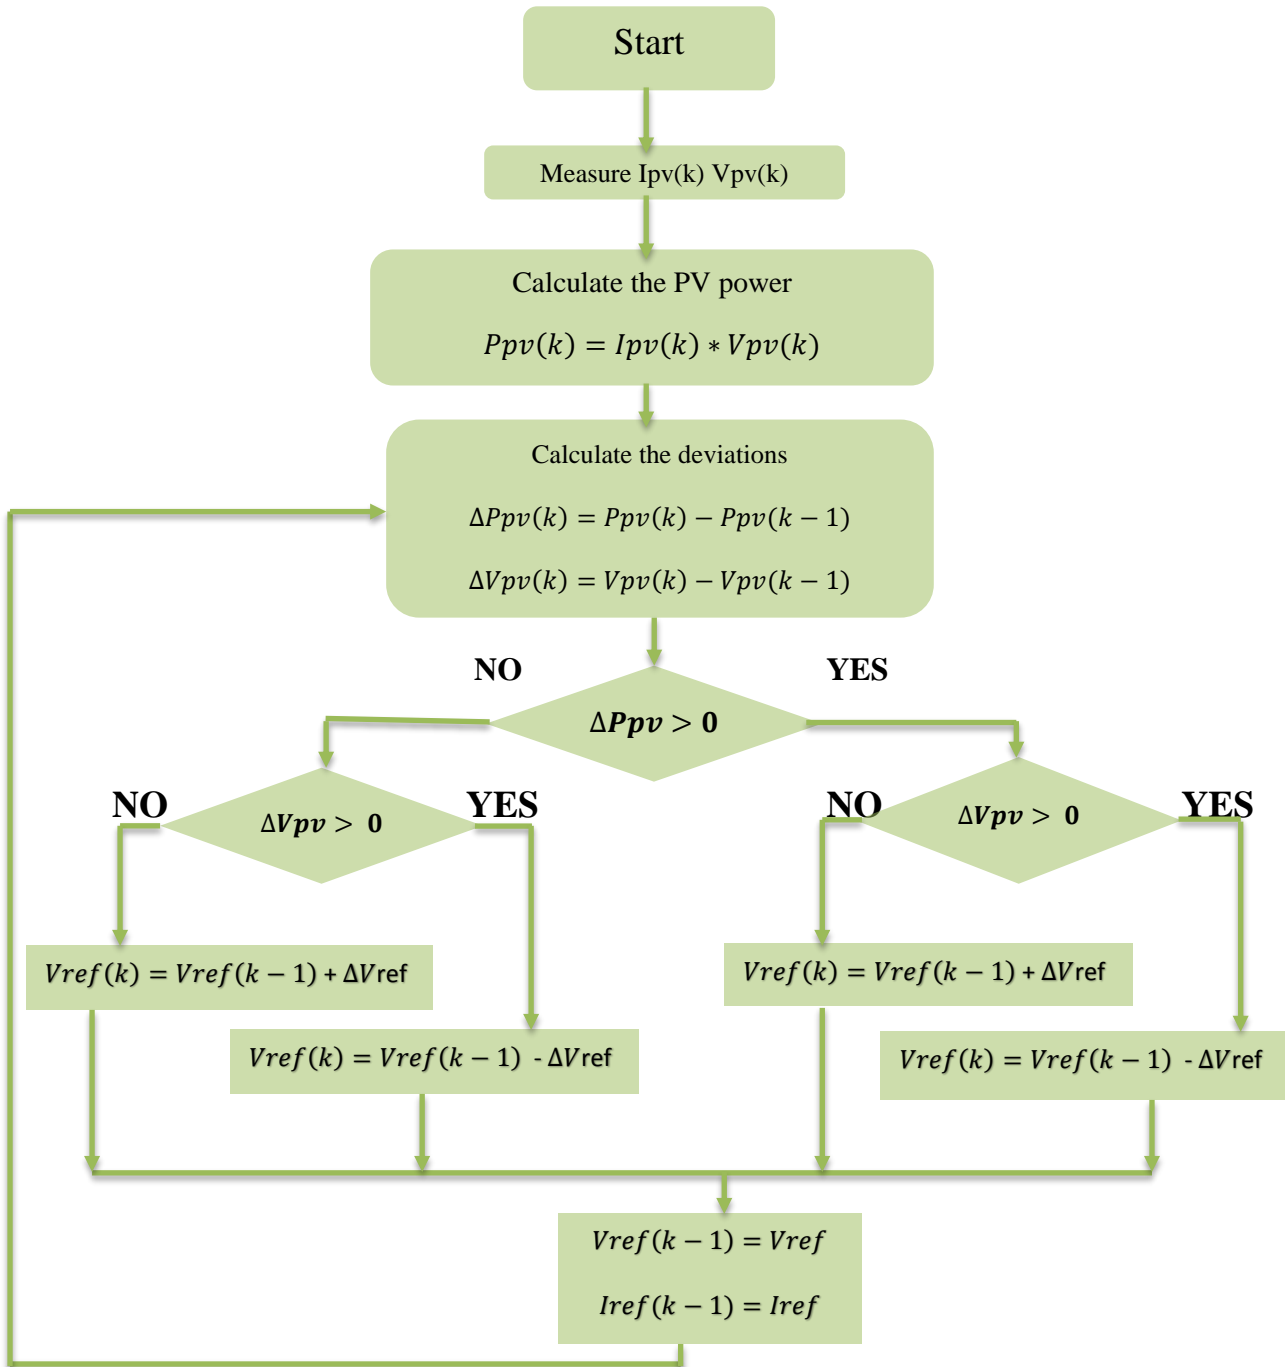 Start
Measure Ipv(k) Vpv(k)
Calculate the PV power
Ppv(k) = Ipv(k) ∗ Vpv(k)
Calculate the deviations
ΔPpv(k) = Ppv(k) − Ppv(k − 1)
ΔVpv(k) = Vpv(k) − Vpv(k − 1)
NO
YES
ΔPpv > 0
NO
YES
ΔVpv > 0
NO
YES
ΔVpv > 0
Vref(k) = Vref(k − 1) + ΔVref
Vref(k) = Vref(k − 1) + ΔVref
Vref(k) = Vref(k − 1) - ΔVref
Vref(k) = Vref(k − 1) - ΔVref
Vref(k − 1) = Vref
Iref(k − 1) = Iref